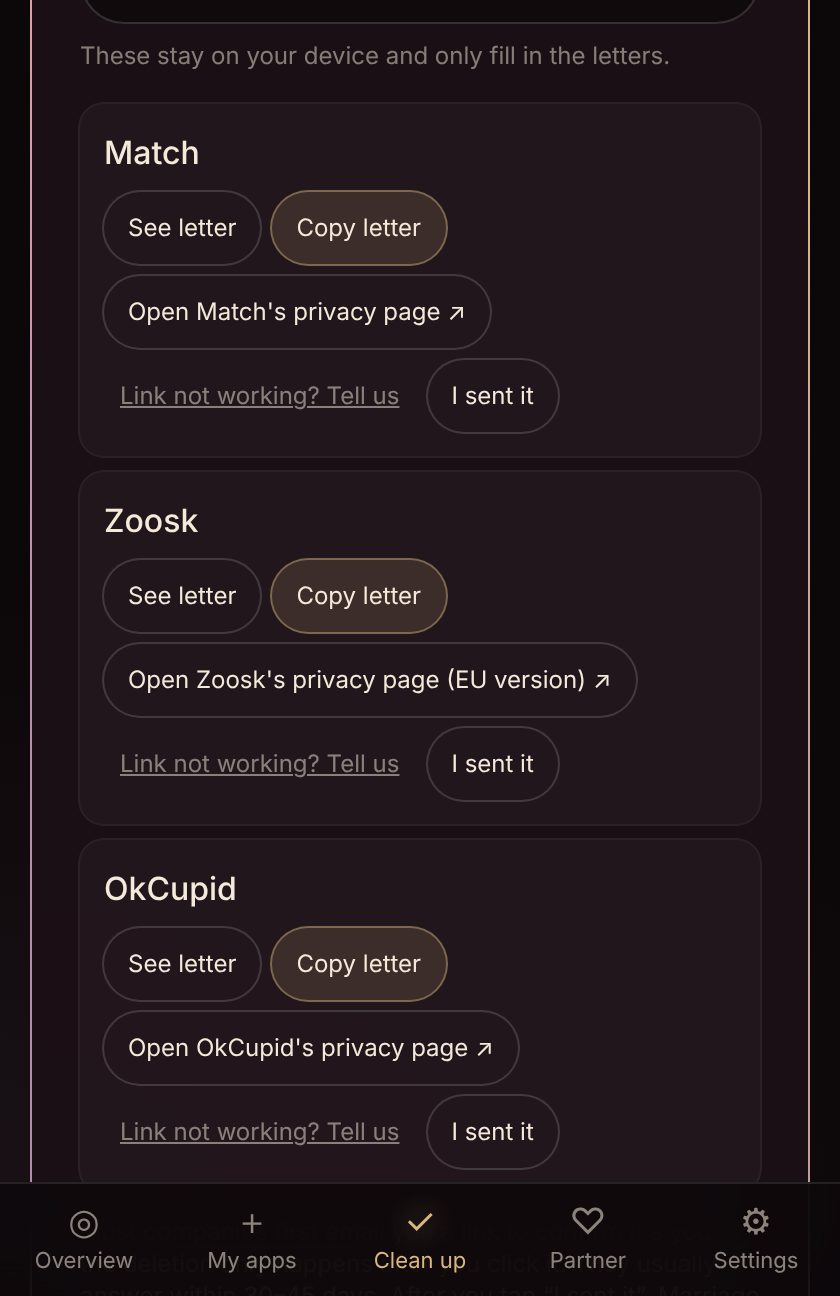 These stay on your device and only fill in the letters.
Match
See letter
Copy letter
Open Match's privacy page ↗
Link not working? Tell us
I sent it
Zoosk
See letter
Copy letter
Open Zoosk's privacy page (EU version) ↗
Link not working? Tell us
I sent it
OkCupid
See letter
Copy letter
Open OkCupid's privacy page ↗
Link not working? Tell us
I sent it
Overview
My apps
Clean up
Partner
Settings